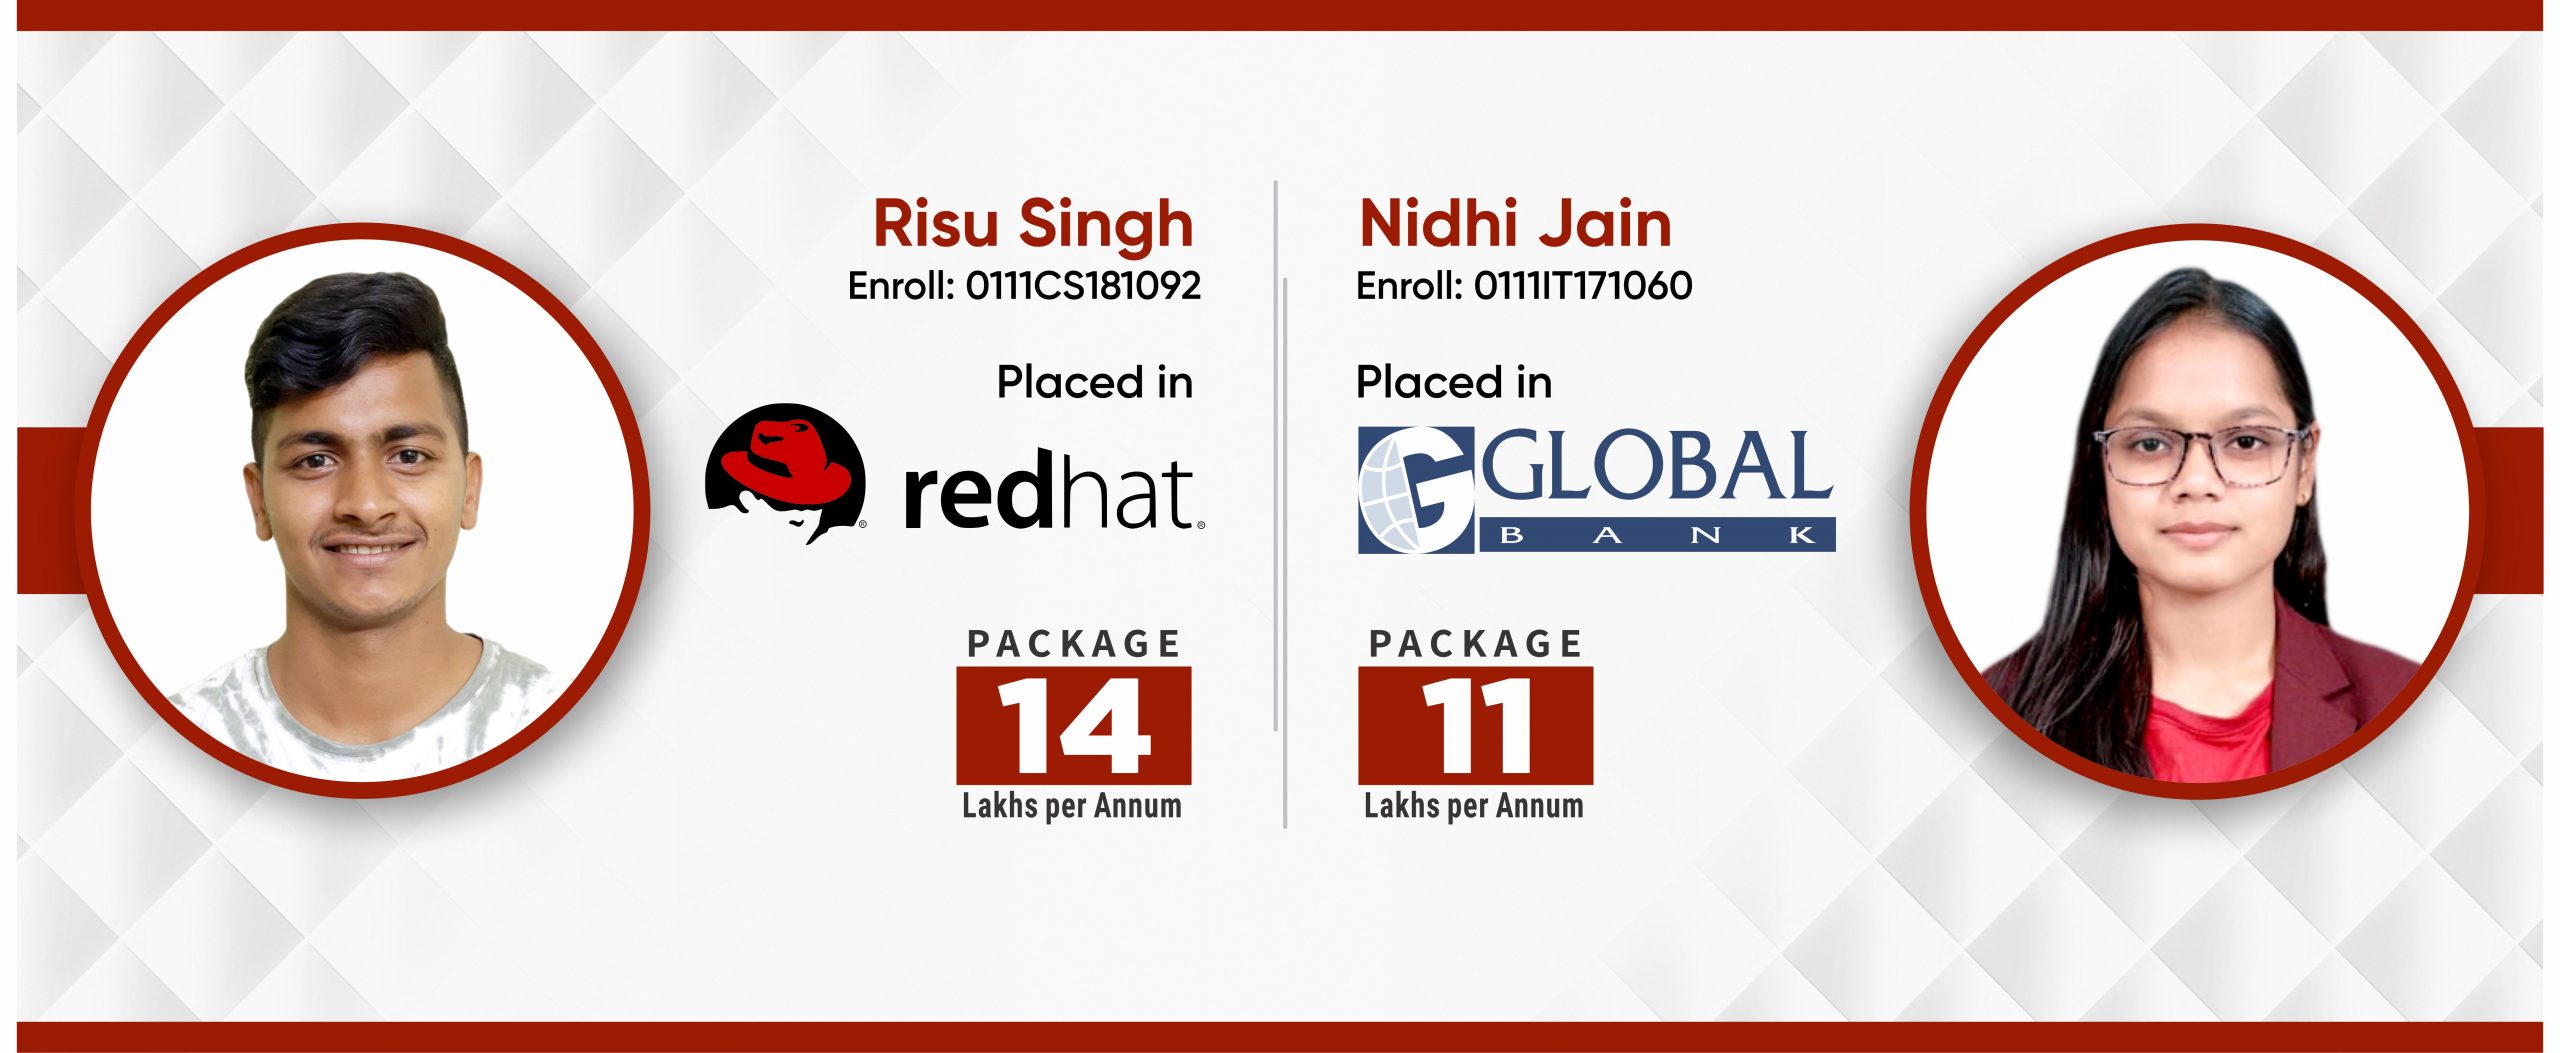 Risu Singh
Enroll: 0111CS181092
Placed in
redhat.
PACKAGE
14
Lakhs per Annum
Nidhi Jain
Enroll: 0111IT171060
Placed in
G GLOBAL
BANK
PACKAGE
11
Lakhs per Annum